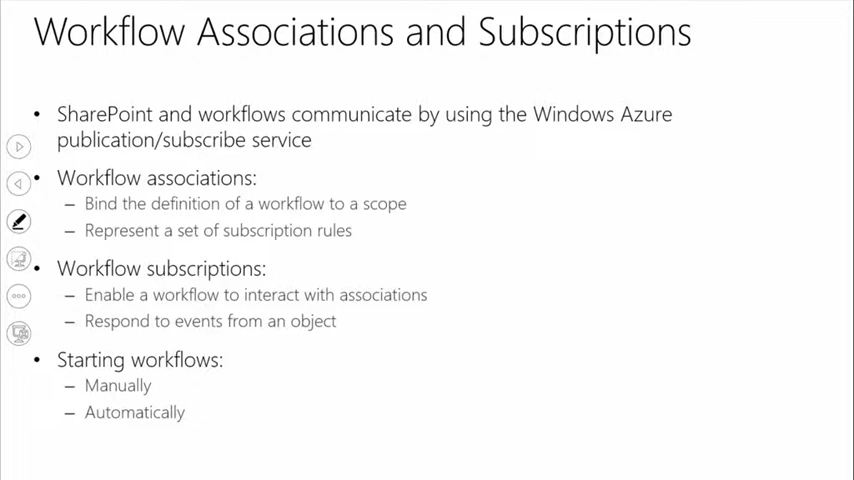 Workflow Associations and Subscriptions
• SharePoint and workflows communicate by using the Windows Azure
publication/subscribe service
• Workflow associations:
– Bind the definition of a workflow to a scope
– Represent a set of subscription rules
• Workflow subscriptions:
– Enable a workflow to interact with associations
– Respond to events from an object
• Starting workflows:
– Manually
– Automatically